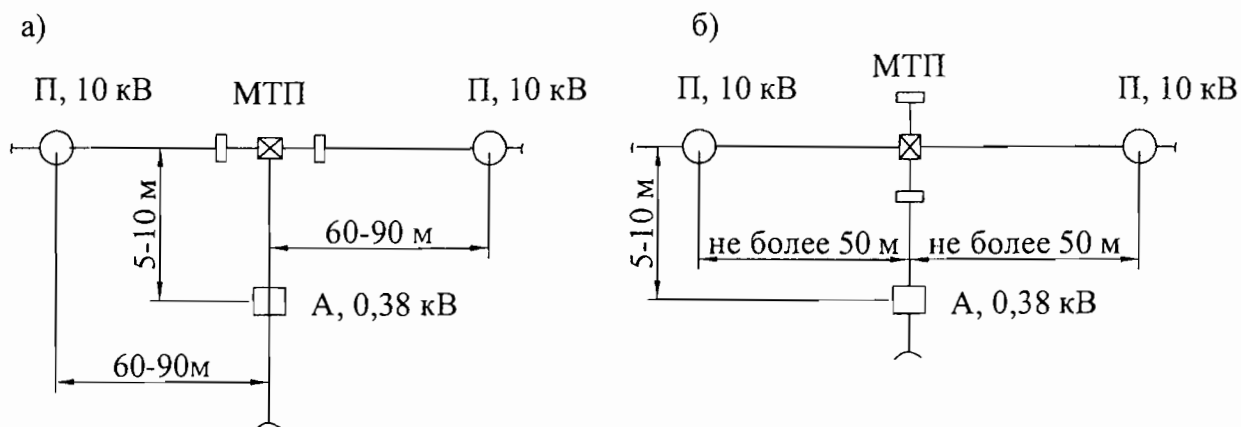 а)
П, 10 кВ
МТП
П, 10 кВ
5-10 м
60-90 м
А, 0,38 кВ
60-90м
б)
МТП
П, 10 кВ
П, 10 кВ
5-10 м
не более 50 м
не более 50 м
А, 0,38 кВ